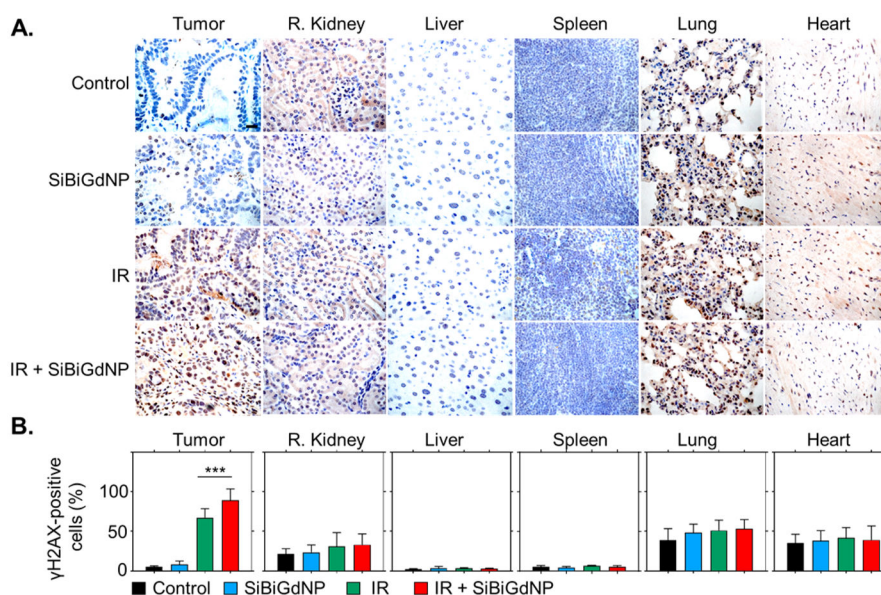 A.
Tumor R. Kidney Liver Spleen Lung Heart
Control
SiBiGdNP
IR
IR + SiBiGdNP
B.
Tumor R. Kidney Liver Spleen Lung Heart
***
γH2AX-positive
cells (%)
100
50
0
Control SiBiGdNP IR IR + SiBiGdNP